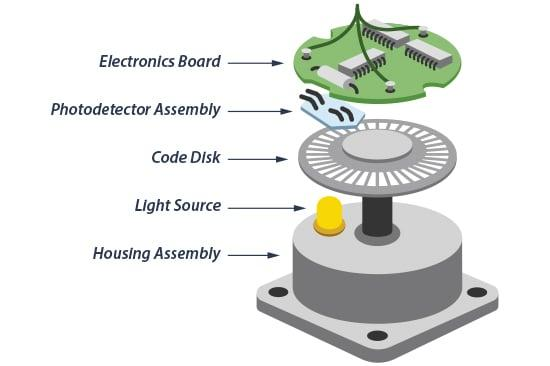 Electronics Board
Photodetector Assembly
Code Disk
Light Source
Housing Assembly